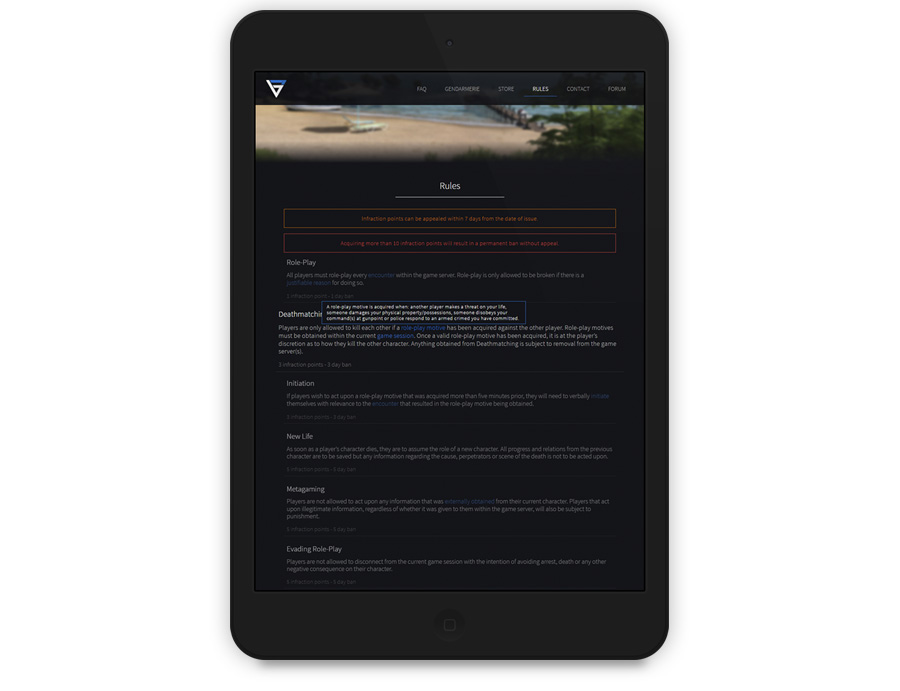 FAQ GENDARMERIE STORE RULES CONTACT FORUM
Rules
Infraction points can be appealed within 7 days from the date of issue.
Acquiring more than 10 infraction points will result in a permanent ban without appeal.
Role-Play
All players must role-play every encounter within the game server. Role-play is only allowed to be broken if there is a
justifiable reason for doing so.
A role-play motive is acquired when: another player makes a threat on your life,
someone damages your physical property/possessions, someone disobeys your
command(s) at gunpoint or police respond to an armed crimed you have committed.
Deathmatchin
Players are only allowed to kill each other if a role-play motive has been acquired against the other player. Role-play motives
must be obtained within the current game session. Once a valid role-play motive has been acquired, it is at the player's
discretion as to how they kill the other character. Anything obtained from Deathmatching is subject to removal from the game
server(s).
3 infraction points - 3 day ban
Initiation
If players wish to act upon a role-play motive that was acquired more than five minutes prior, they will need to verbally initiate
themselves with relevance to the encounter that resulted in the role-play motive being obtained.
3 infraction points - 3 day ban
New Life
As soon as a player's character dies, they are to assume the role of a new character. All progress and relations from the previous
character are to be saved but any information regarding the cause, perpetrators or scene of the death is not to be acted upon.
infraction points - day ban
Metagaming
Players are not allowed to act upon any information that was externally obtained from their current character. Players that act
upon illegitimate information, regardless of whether it was given to them within the game server, will also be subject to
punishment.
infraction points - day ban
Evading Role-Play
Players are not allowed to disconnect from the current game session with the intention of avoiding arrest, death or any other
negative consequence on their character.
infraction points - day ban